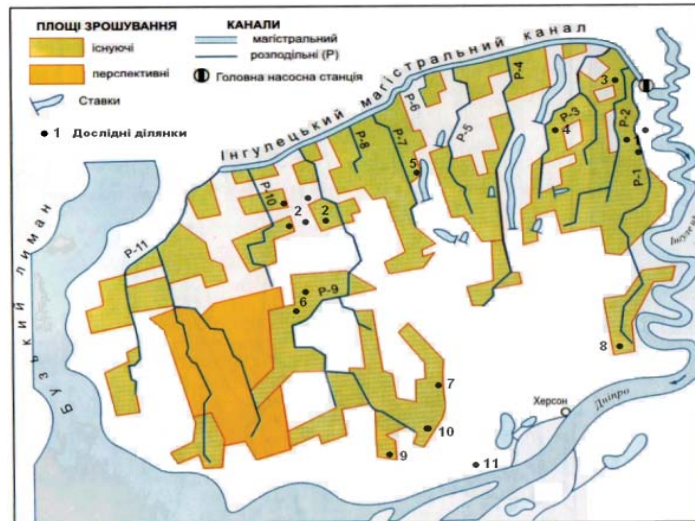 ПЛОЩІ ЗРОШУВАННЯ
існуючі
перспективні
Ставки
1 Дослідні ділянки
КАНАЛИ
магістральний
розподільні (Р)
Головна насосна станція
Інгулецький магістральний канал
Р-4
Р-6
Р-5
Р-3
3
Р-2
4
1
Р-8
Р-7
5
Р-1
Р-10
2
2
Р-11
Р-9
6
Бузький лиман
8
7
Херсон
Дніпро
10
9
11